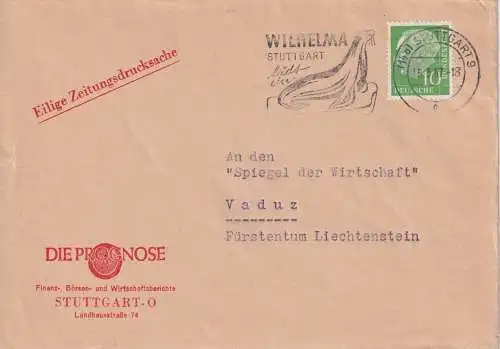 Eilige Zeitungsdrucksache
WILHELMA
STUTTGART
lädt
ein
STUTTGART 9
10
DEUTSCHE
BUNDESPOST
An den
"Spiegel der Wirtschaft"
Vaduz
Fürstentum Liechtenstein
DIE PROGNOSE
Finanz-, Börsen- und Wirtschaftsberichte
STUTTGART-O
Landhausstraße 74